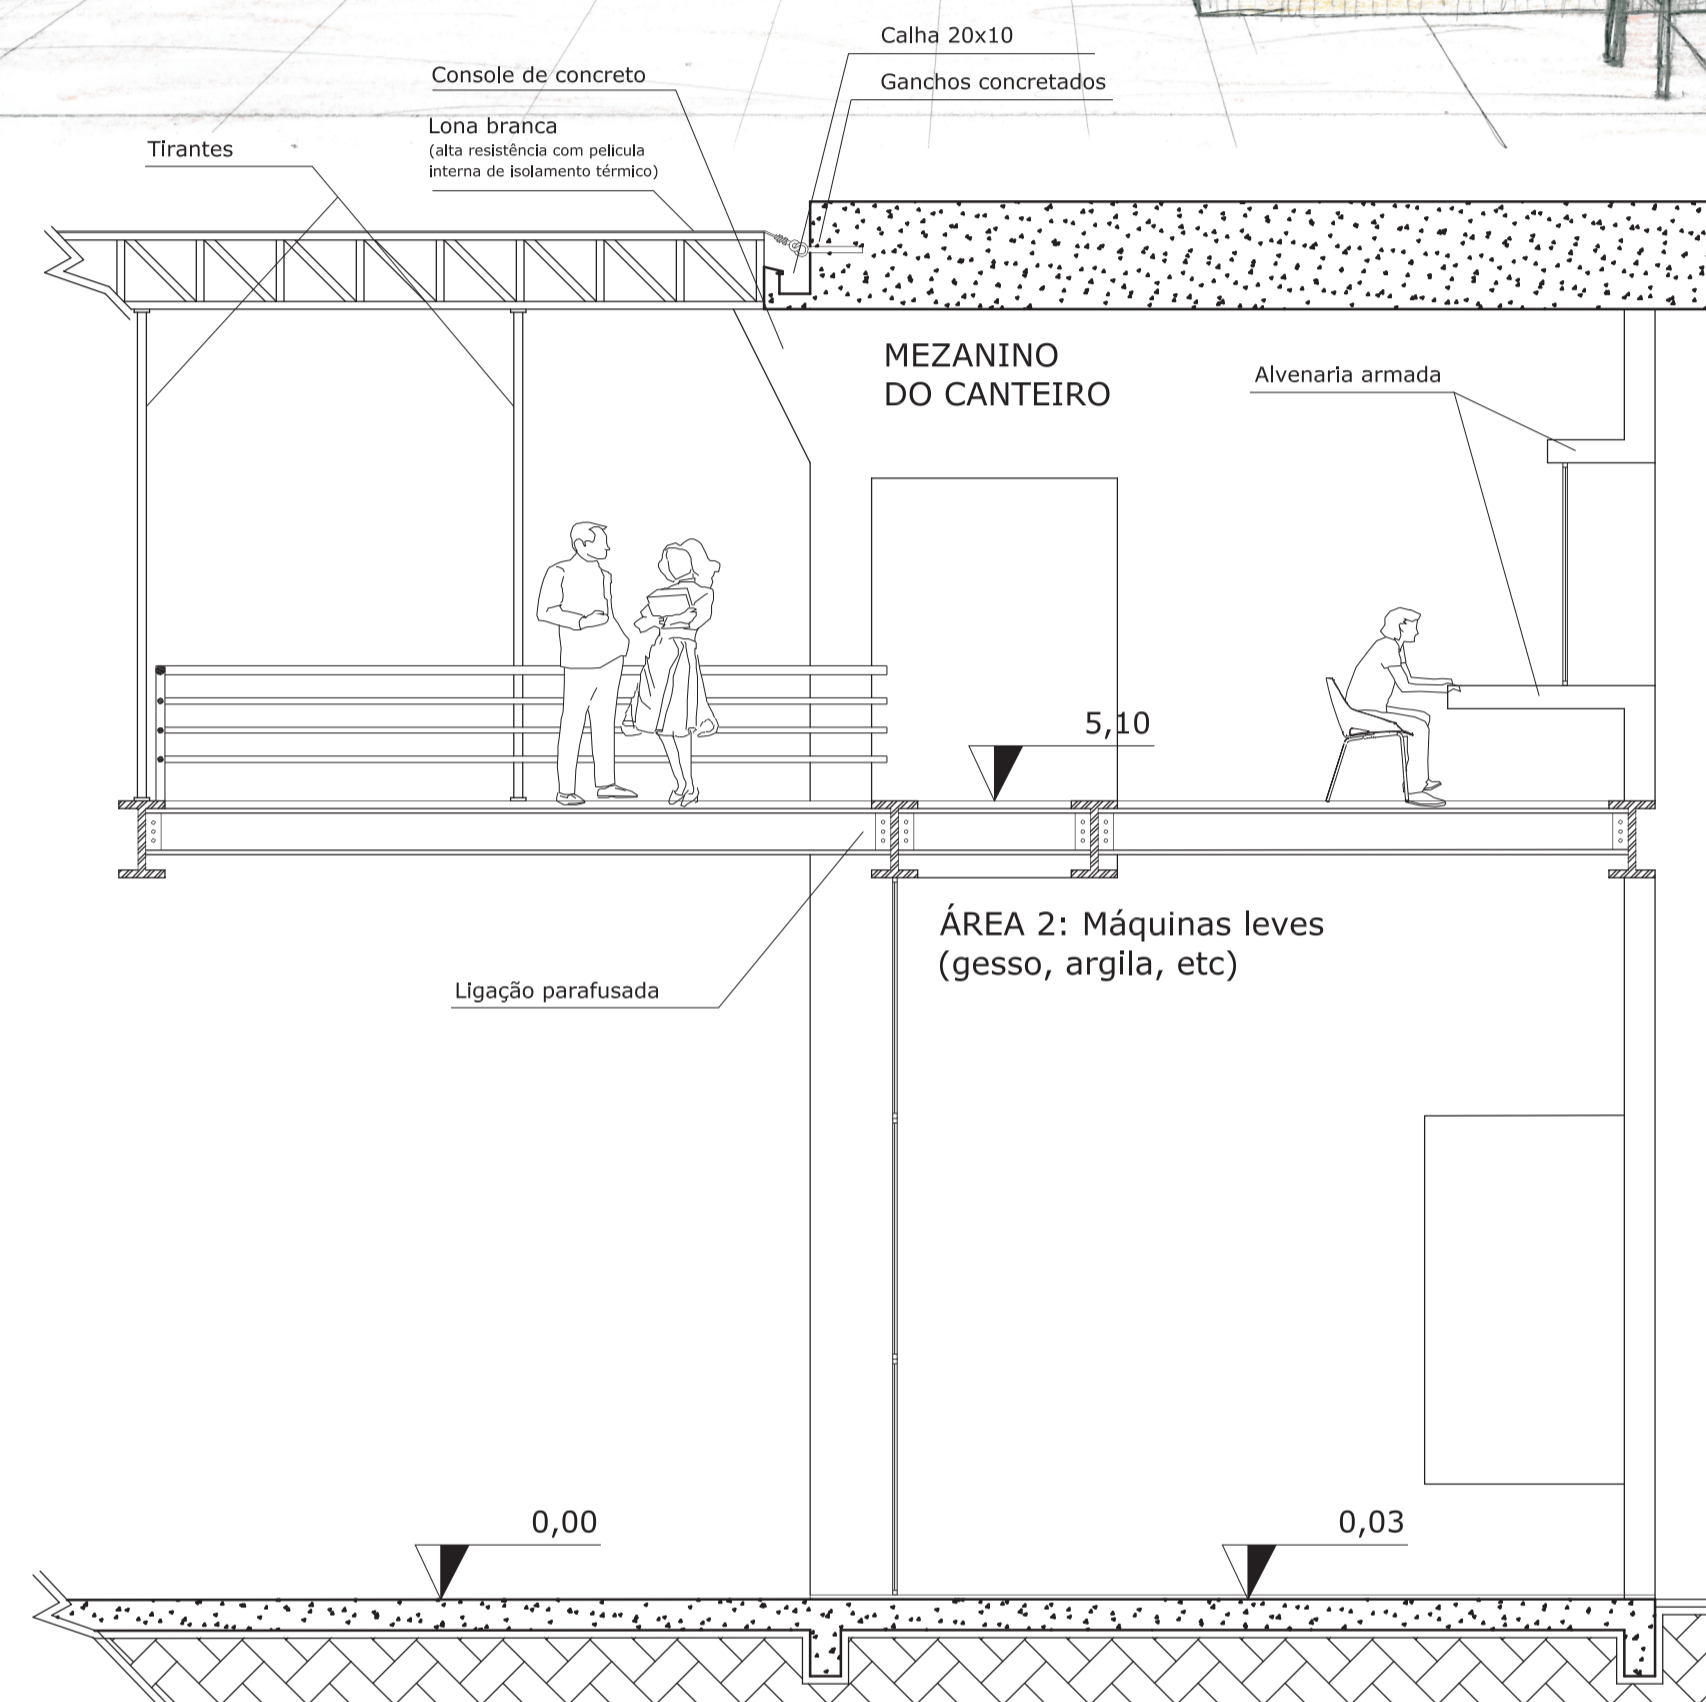 Calha 20x10
Ganchos concretados
Console de concreto
Lona branca
(alta resistência com pelicula
interna de isolamento térmico)
Tirantes
MEZANINO
DO CANTEIRO
Alvenaria armada
5,10
ÁREA 2: Máquinas leves
(gesso, argila, etc)
Ligação parafusada
0,00
0,03